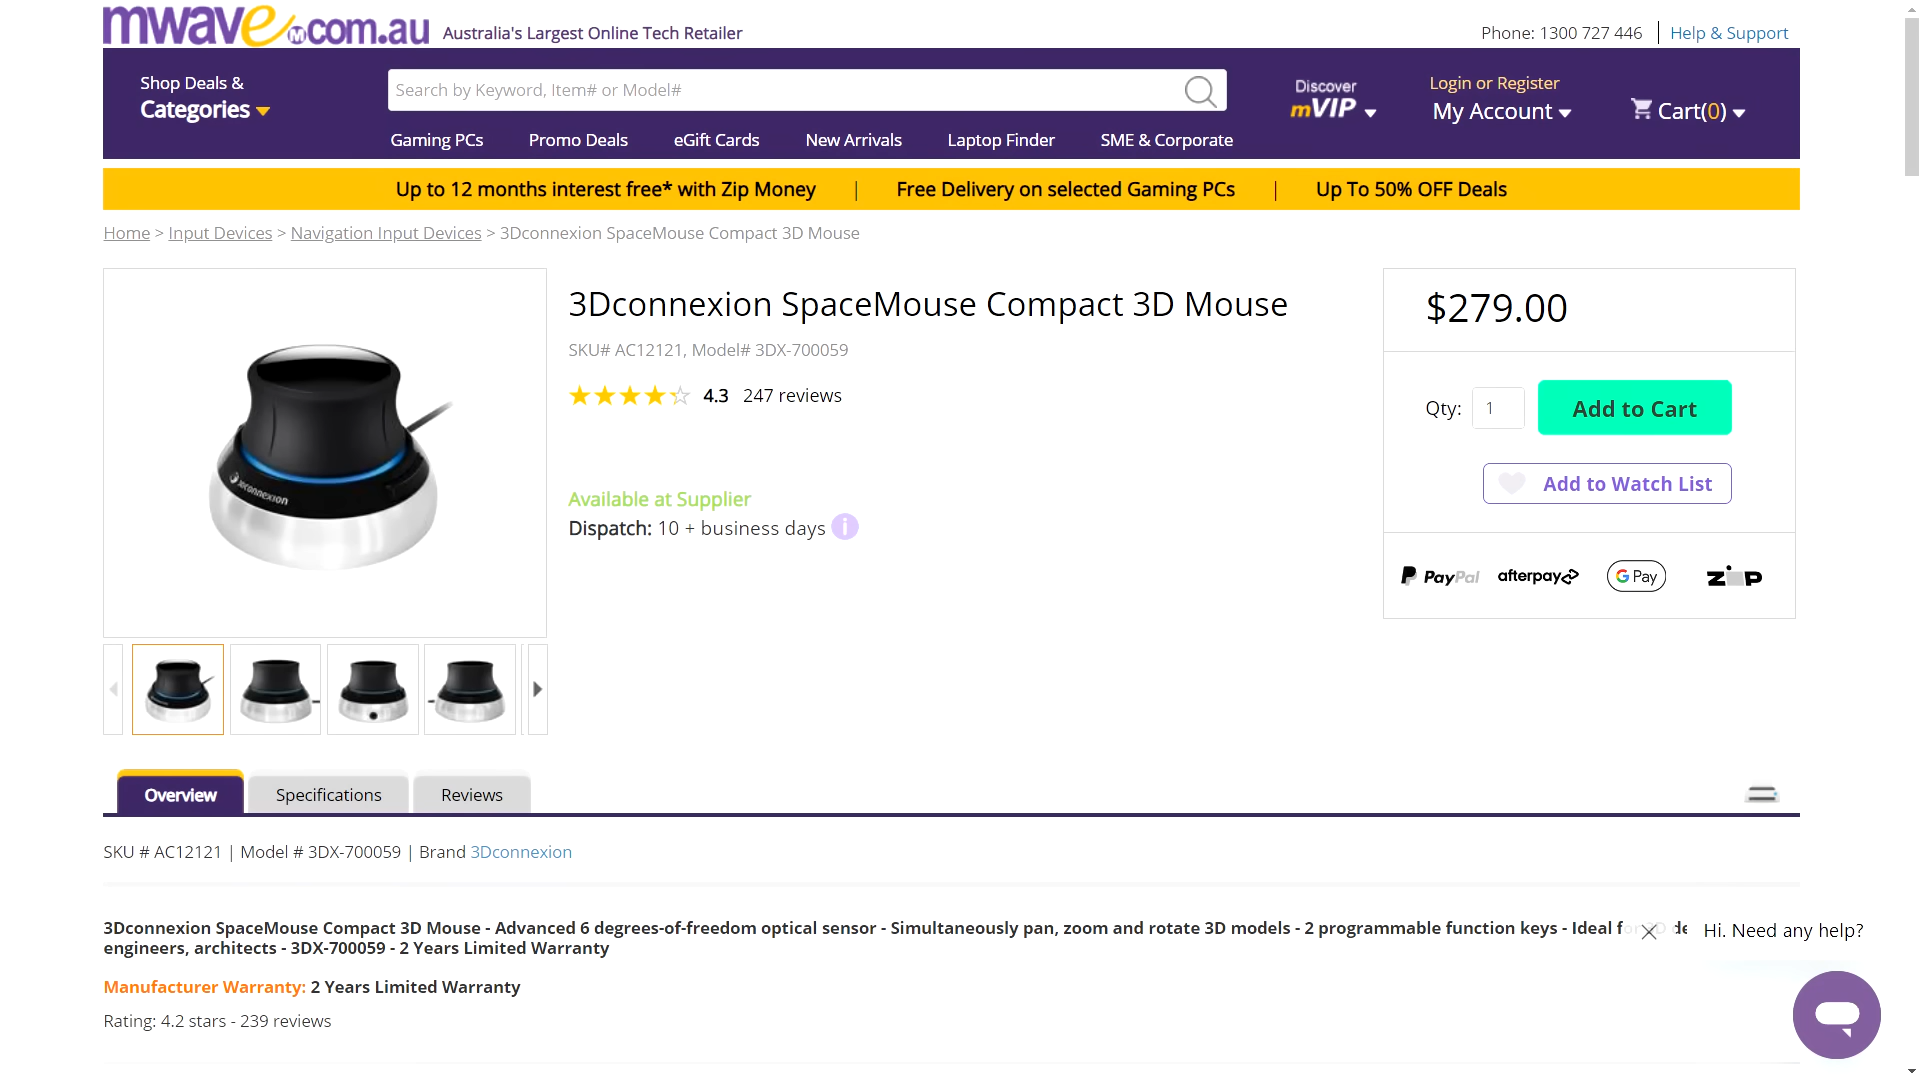 mwave.com.au Australia's Largest Online Tech Retailer
Phone: 1300 727 446 Help & Support
Shop Deals &
Categories
Search by Keyword, Item# or Model#
Discover
mVIP
Login or Register
My Account
Cart(0)
Gaming PCs Promo Deals eGift Cards New Arrivals Laptop Finder SME & Corporate
Up to 12 months interest free* with Zip Money | Free Delivery on selected Gaming PCs | Up To 50% OFF Deals
Home > Input Devices > Navigation Input Devices > 3Dconnexion SpaceMouse Compact 3D Mouse
3Dconnexion
3Dconnexion SpaceMouse Compact 3D Mouse
SKU# AC12121, Model# 3DX-700059
4.3 247 reviews
Available at Supplier
Dispatch: 10 + business days i
$279.00
Qty: 1 Add to Cart
Add to Watch List
PayPal afterpay G Pay zip
Overview Specifications Reviews
SKU # AC12121 | Model # 3DX-700059 | Brand 3Dconnexion
3Dconnexion SpaceMouse Compact 3D Mouse - Advanced 6 degrees-of-freedom optical sensor - Simultaneously pan, zoom and rotate 3D models - 2 programmable function keys - Ideal for 3D de
engineers, architects - 3DX-700059 - 2 Years Limited Warranty
Hi. Need any help?
Manufacturer Warranty: 2 Years Limited Warranty
Rating: 4.2 stars - 239 reviews